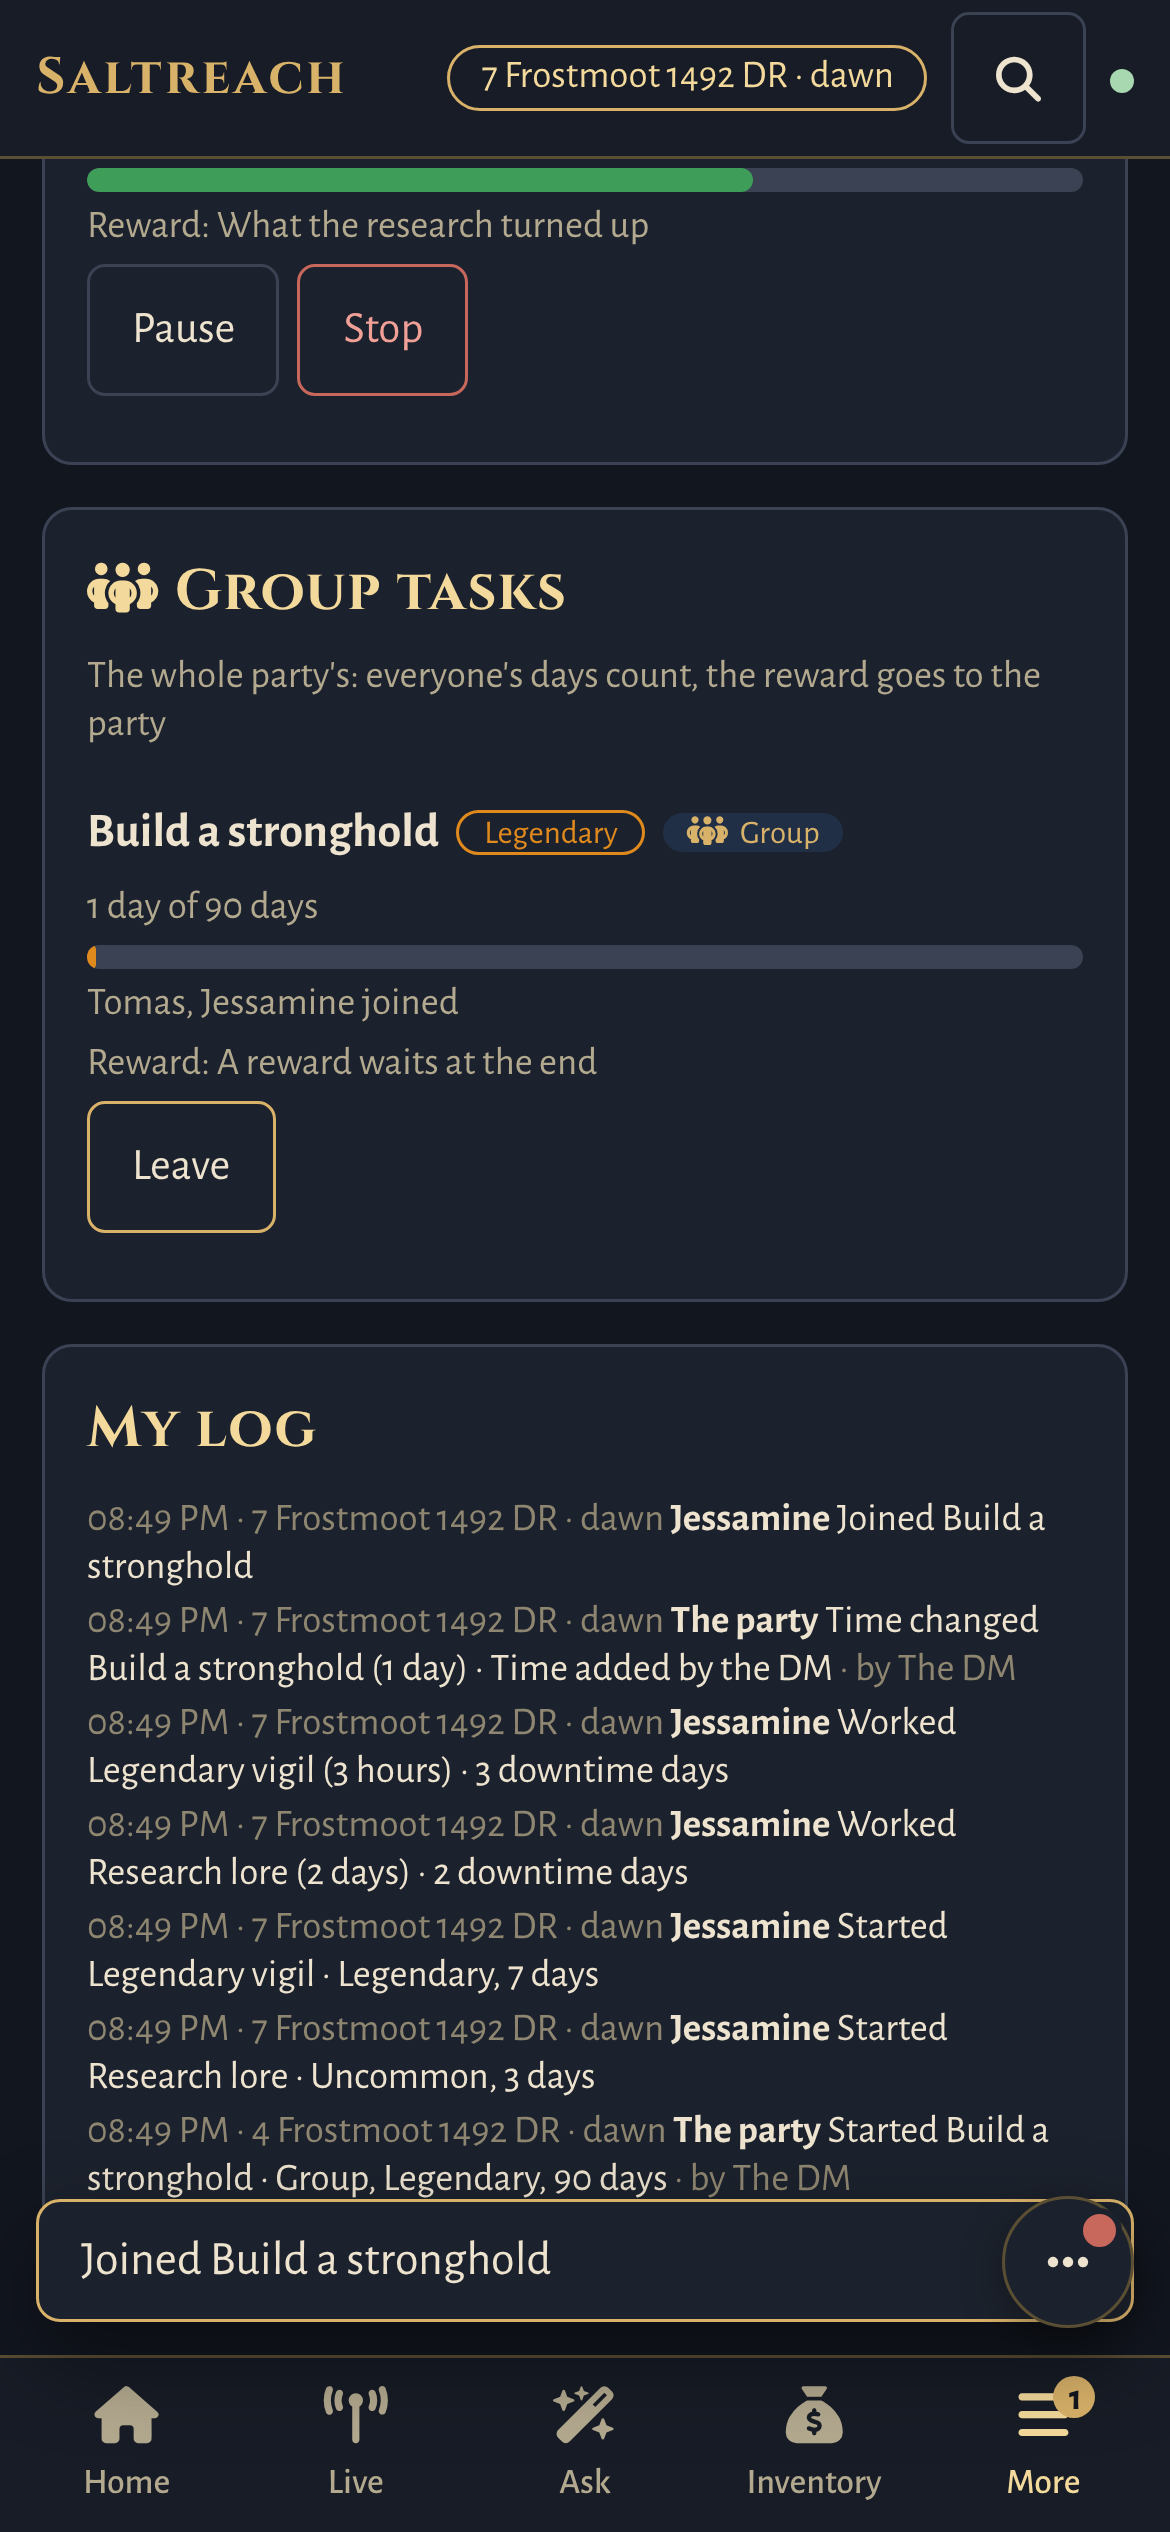 SALTREACH
7 Frostmoot 1492 DR · dawn
Reward: What the research turned up
Pause
Stop
GROUP TASKS
The whole party's: everyone's days count, the reward goes to the
party
Build a stronghold
Legendary
Group
1 day of 90 days
Tomas, Jessamine joined
Reward: A reward waits at the end
Leave
MY LOG
08:49 PM · 7 Frostmoot 1492 DR · dawn Jessamine Joined Build a
stronghold
08:49 PM · 7 Frostmoot 1492 DR · dawn The party Time changed
Build a stronghold (1 day) · Time added by the DM · by The DM
08:49 PM · 7 Frostmoot 1492 DR · dawn Jessamine Worked
Legendary vigil (3 hours) · 3 downtime days
08:49 PM · 7 Frostmoot 1492 DR · dawn Jessamine Worked
Research lore (2 days) · 2 downtime days
08:49 PM · 7 Frostmoot 1492 DR · dawn Jessamine Started
Legendary vigil · Legendary, 7 days
08:49 PM · 7 Frostmoot 1492 DR · dawn Jessamine Started
Research lore · Uncommon, 3 days
08:49 PM · 4 Frostmoot 1492 DR · dawn The party Started Build a
stronghold · Group, Legendary, 90 days · by The DM
Joined Build a stronghold
1
Home
Live
Ask
Inventory
More